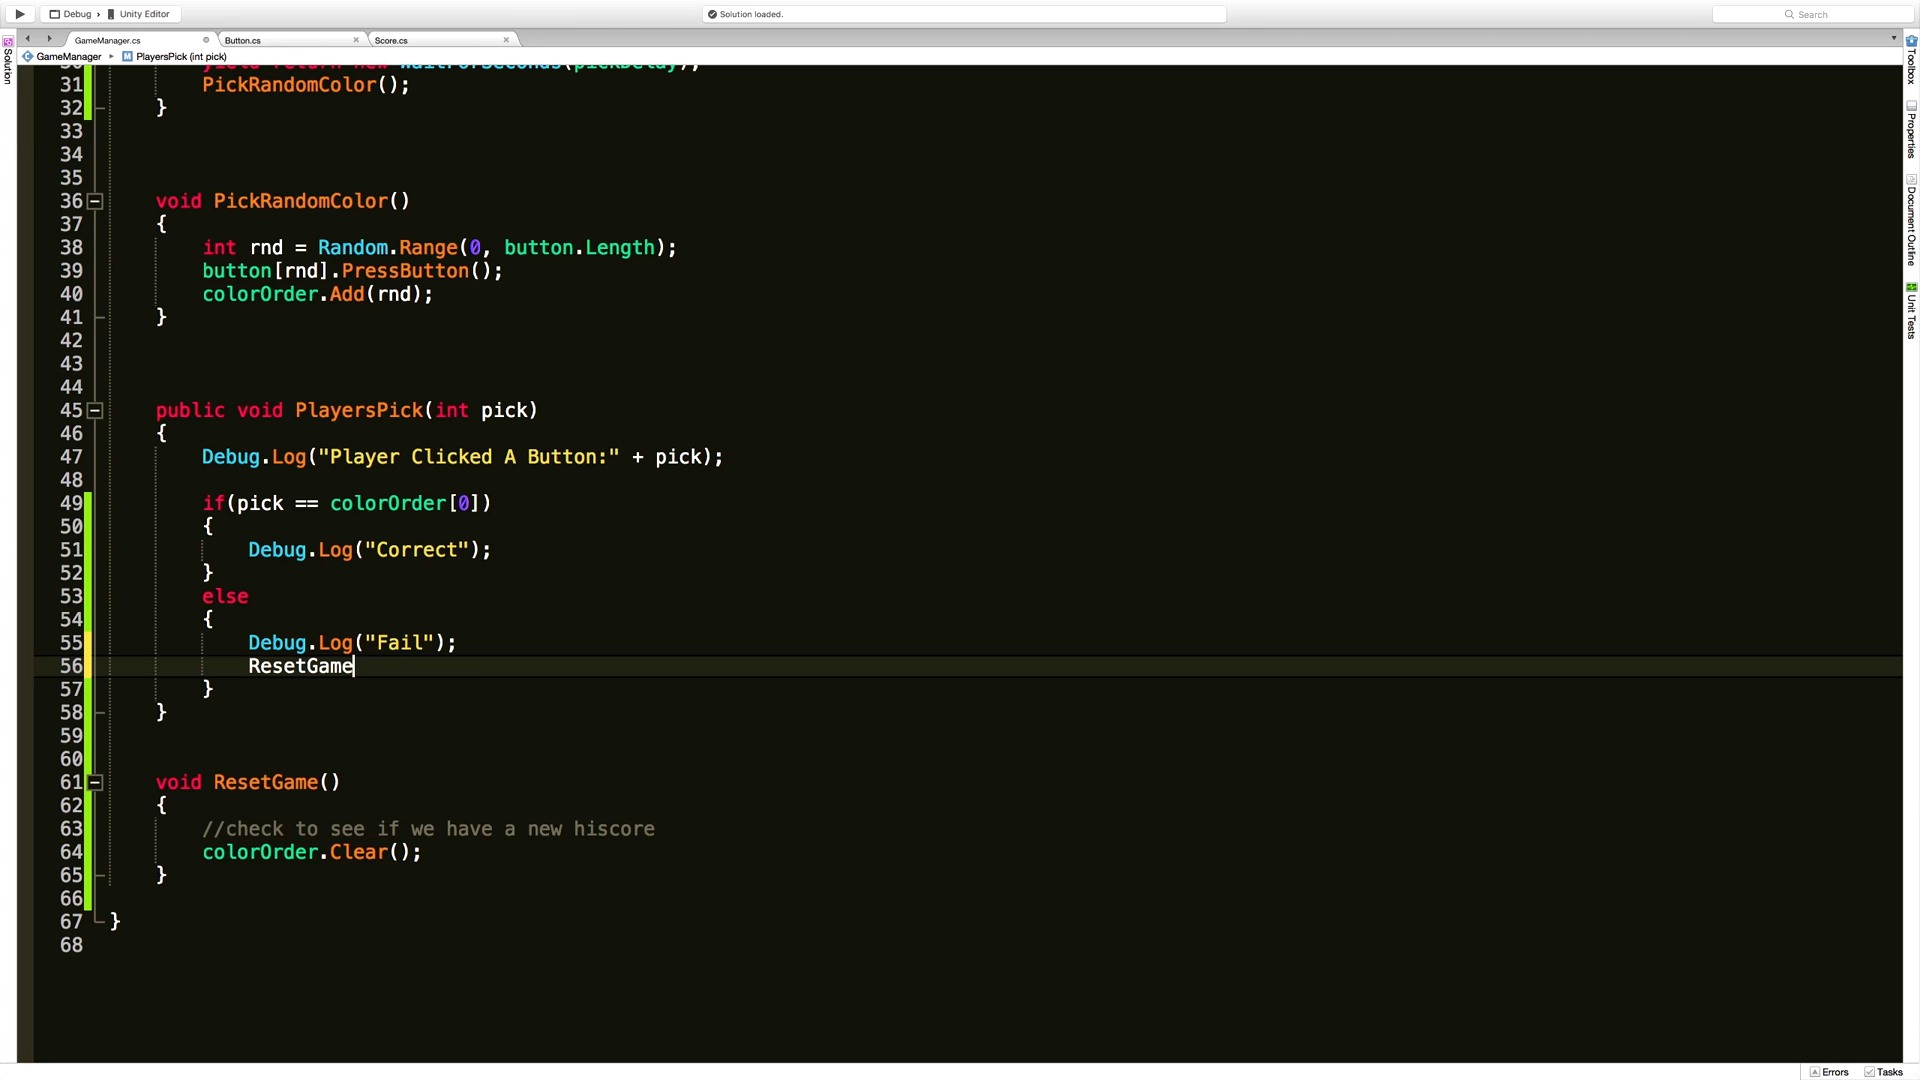 Debug › Unity Editor
Solution loaded.
Search
GameManager.cs
Button.cs
Score.cs
GameManager ▸ PlayersPick (int pick)
Solution
Toolbox
Properties
Document Outline
Unit Tests
30 yield return new WaitForSeconds(pickDelay);
31 PickRandomColor();
32 }
33
34
35
36 void PickRandomColor()
37 {
38 int rnd = Random.Range(0, button.Length);
39 button[rnd].PressButton();
40 colorOrder.Add(rnd);
41 }
42
43
44
45 public void PlayersPick(int pick)
46 {
47 Debug.Log("Player Clicked A Button:" + pick);
48
49 if(pick == colorOrder[0])
50 {
51 Debug.Log("Correct");
52 }
53 else
54 {
55 Debug.Log("Fail");
56 ResetGame
57 }
58 }
59
60
61 void ResetGame()
62 {
63 //check to see if we have a new hiscore
64 colorOrder.Clear();
65 }
66
67 }
68
Errors
Tasks